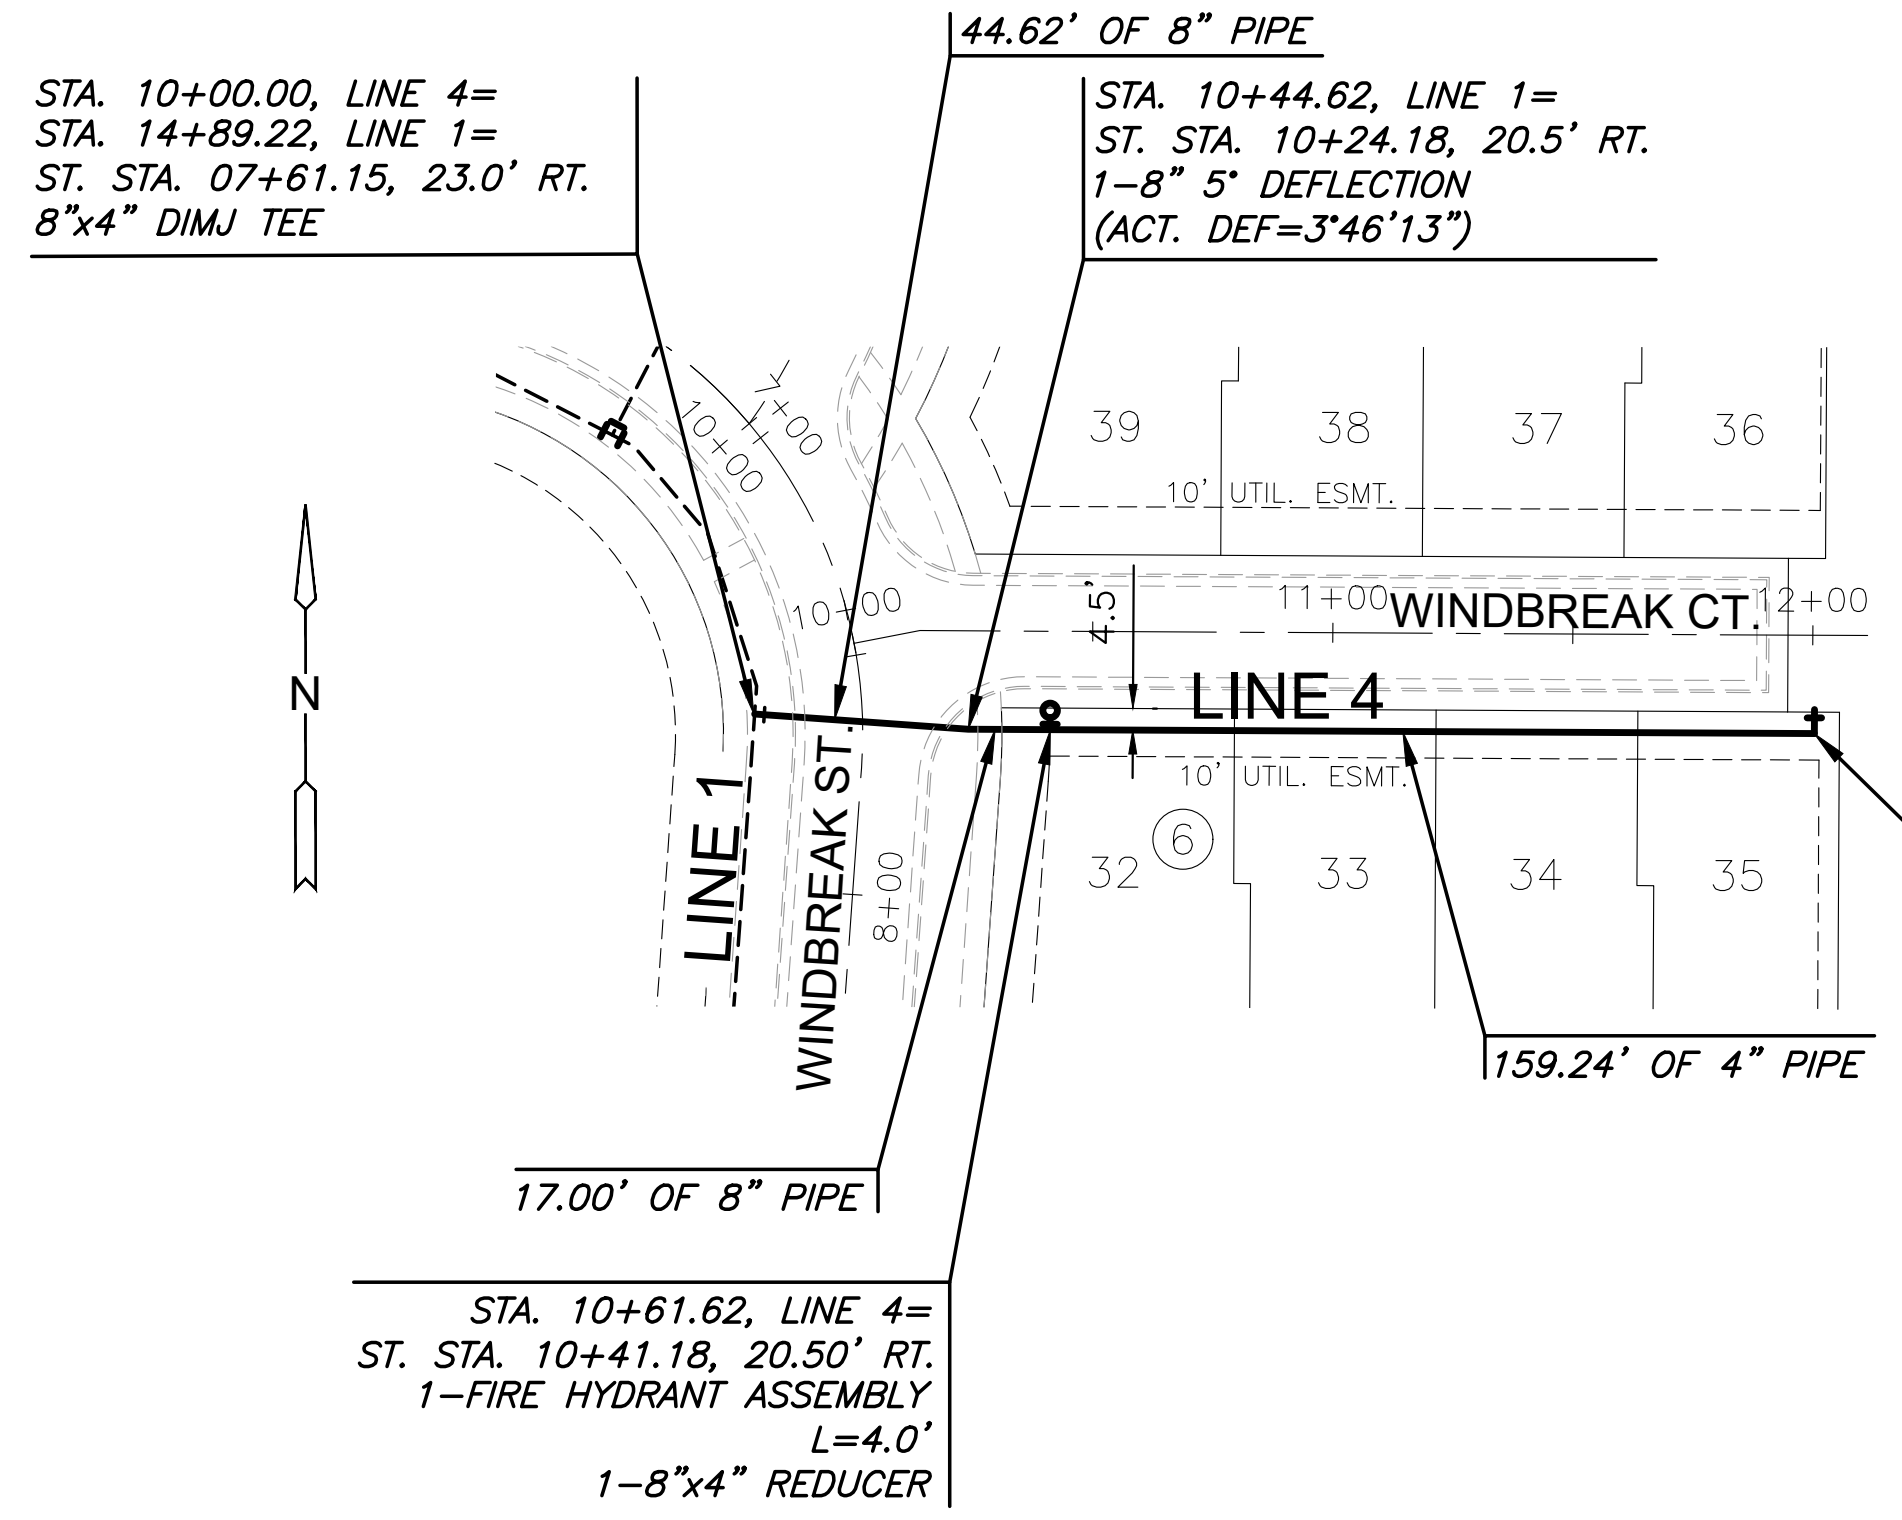 44.62' OF 8" PIPE
STA. 10+00.00, LINE 4=
STA. 14+89.22, LINE 1=
ST. STA. 07+61.15, 23.0' RT.
8"x4" DIMJ TEE
STA. 10+44.62, LINE 1=
ST. STA. 10+24.18, 20.5' RT.
1-8" 5° DEFLECTION
(ACT. DEF=3°46'13")
7+00
10+00
39
38
37
36
10' UTIL. ESMT.
10+00
4.5'
11+00
WINDBREAK CT.
12+00
N
LINE 4
LINE 1
WINDBREAK ST.
8+00
10' UTIL. ESMT.
6
32
33
34
35
159.24' OF 4" PIPE
17.00' OF 8" PIPE
STA. 10+61.62, LINE 4=
ST. STA. 10+41.18, 20.50' RT.
1-FIRE HYDRANT ASSEMBLY
L=4.0'
1-8"x4" REDUCER